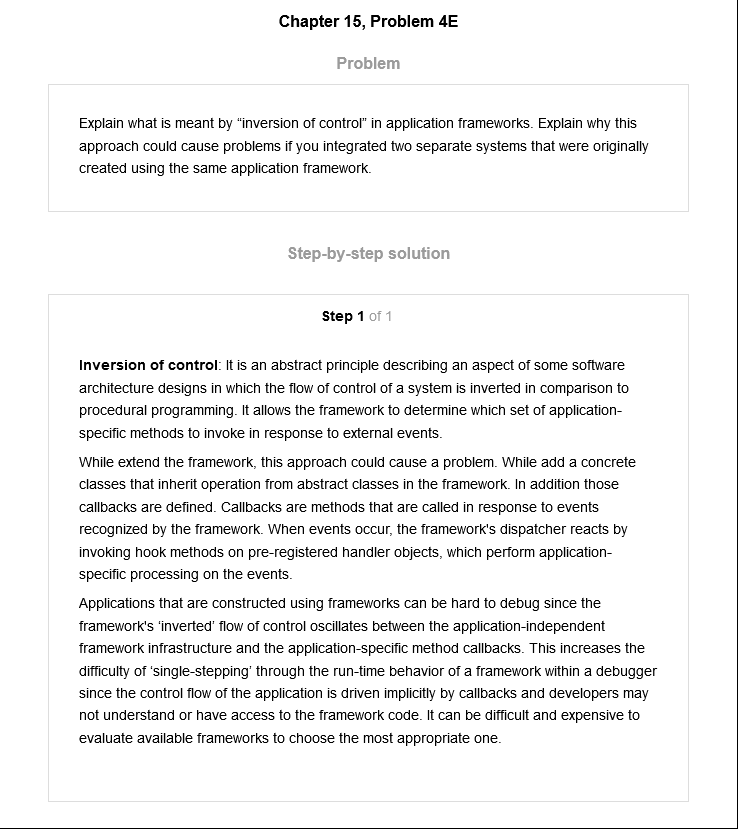 Chapter 15, Problem 4E
Problem
Explain what is meant by “inversion of control” in application frameworks. Explain why this
approach could cause problems if you integrated two separate systems that were originally
created using the same application framework.
Step-by-step solution
Step 1 of 1
Inversion of control: It is an abstract principle describing an aspect of some software
architecture designs in which the flow of control of a system is inverted in comparison to
procedural programming. It allows the framework to determine which set of application-
specific methods to invoke in response to external events.
While extend the framework, this approach could cause a problem. While add a concrete
classes that inherit operation from abstract classes in the framework. In addition those
callbacks are defined. Callbacks are methods that are called in response to events
recognized by the framework. When events occur, the framework's dispatcher reacts by
invoking hook methods on pre-registered handler objects, which perform application-
specific processing on the events.
Applications that are constructed using frameworks can be hard to debug since the
framework's ‘inverted’ flow of control oscillates between the application-independent
framework infrastructure and the application-specific method callbacks. This increases the
difficulty of ‘single-stepping’ through the run-time behavior of a framework within a debugger
since the control flow of the application is driven implicitly by callbacks and developers may
not understand or have access to the framework code. It can be difficult and expensive to
evaluate available frameworks to choose the most appropriate one.